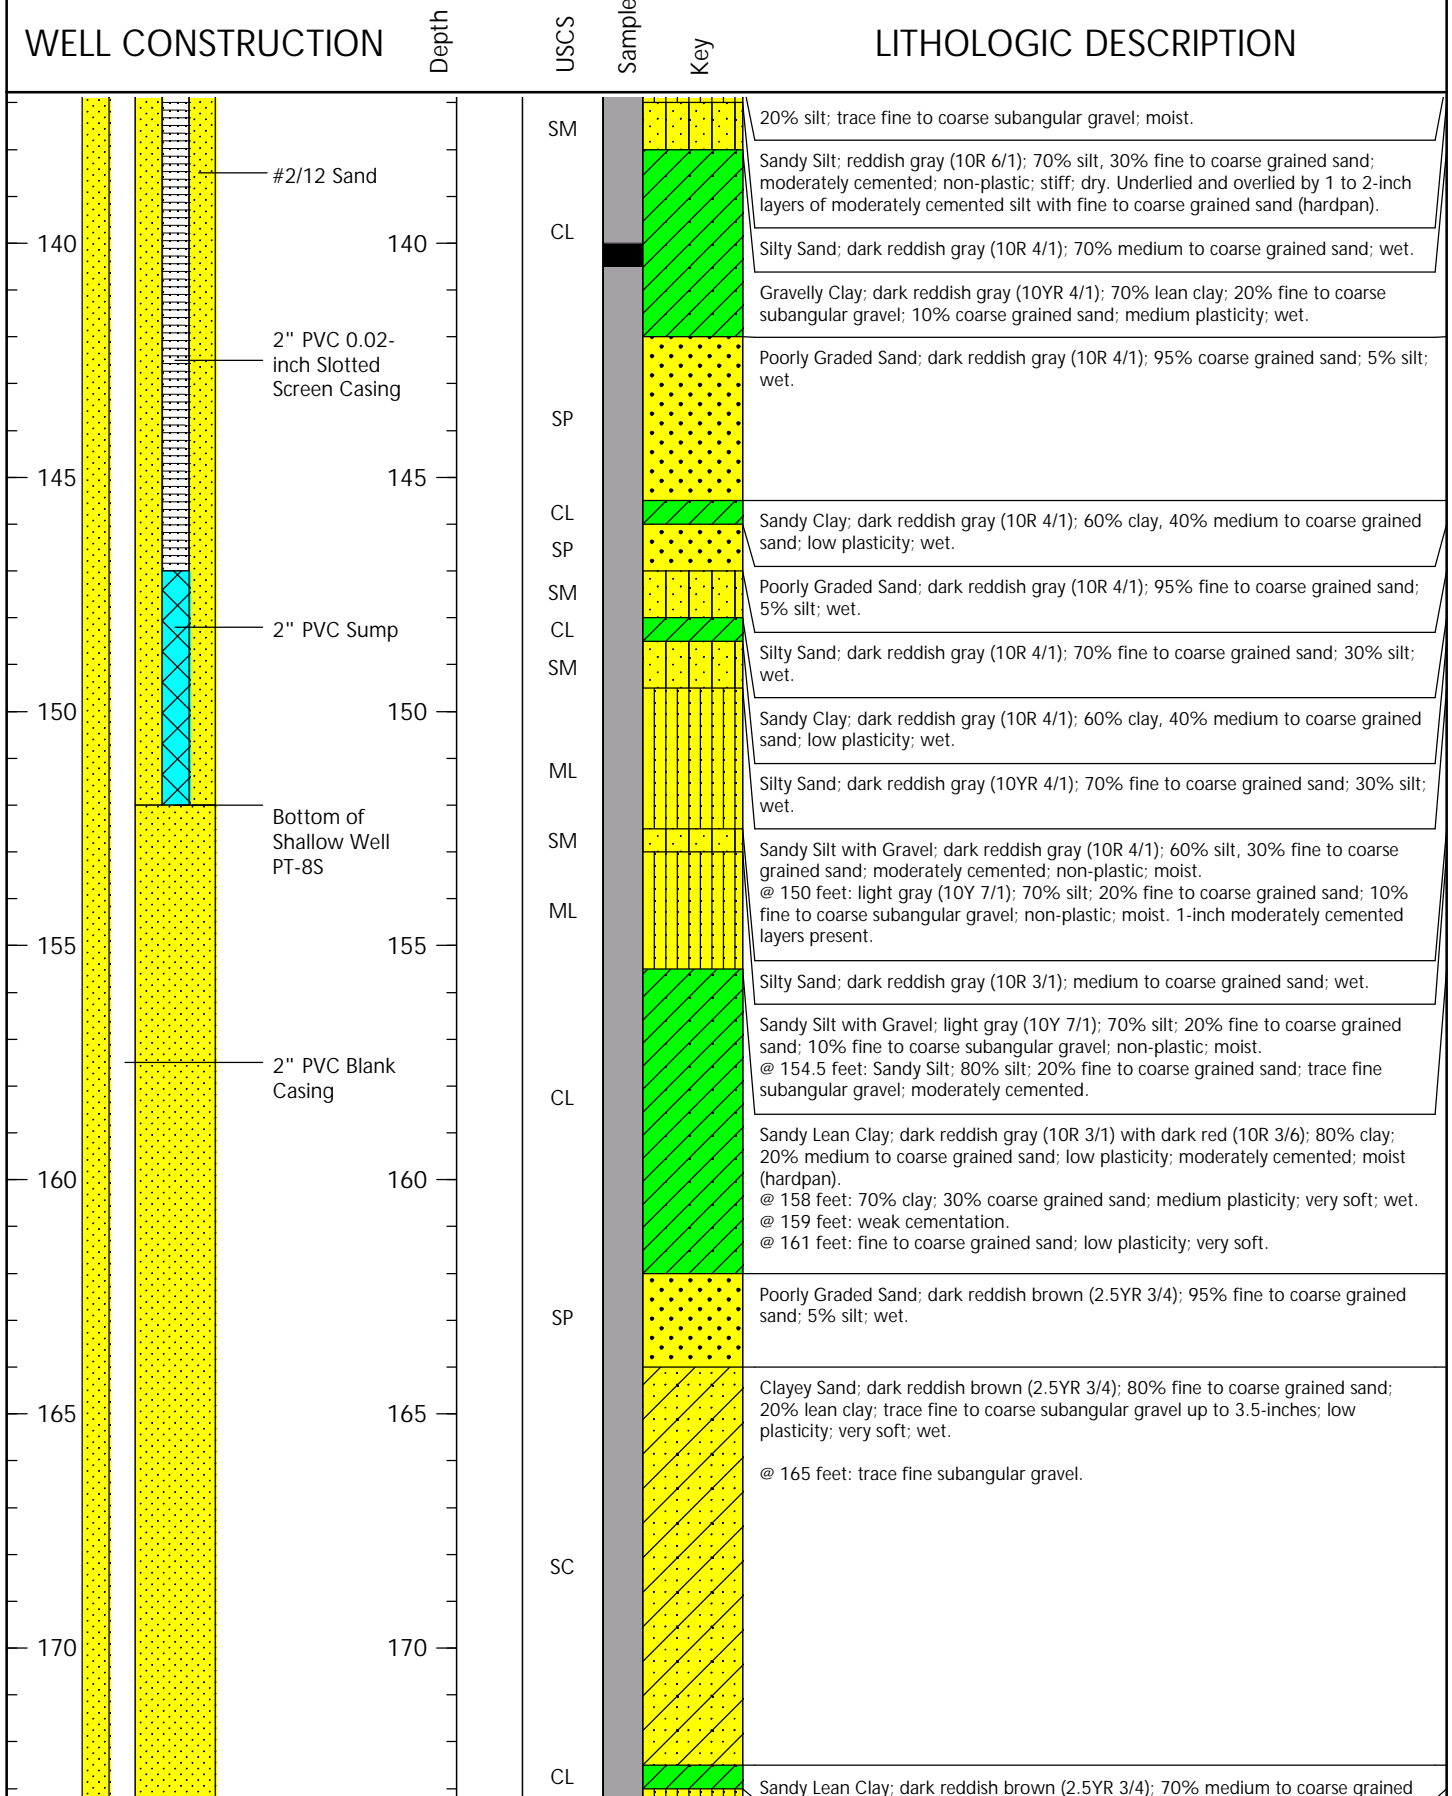 WELL CONSTRUCTION
Depth
USCS
Sample
Key
LITHOLOGIC DESCRIPTION
#2/12 Sand
140
2" PVC 0.02-
inch Slotted
Screen Casing
145
2" PVC Sump
150
Bottom of
Shallow Well
PT-8S
155
2" PVC Blank
Casing
160
165
170
140
145
150
155
160
165
170
SM
CL
SP
CL
SP
SM
CL
SM
ML
SM
ML
CL
SP
SC
CL
20% silt; trace fine to coarse subangular gravel; moist.
Sandy Silt; reddish gray (10R 6/1); 70% silt, 30% fine to coarse grained sand;
moderately cemented; non-plastic; stiff; dry. Underlied and overlied by 1 to 2-inch
layers of moderately cemented silt with fine to coarse grained sand (hardpan).
Silty Sand; dark reddish gray (10R 4/1); 70% medium to coarse grained sand; wet.
Gravelly Clay; dark reddish gray (10YR 4/1); 70% lean clay; 20% fine to coarse
subangular gravel; 10% coarse grained sand; medium plasticity; wet.
Poorly Graded Sand; dark reddish gray (10R 4/1); 95% coarse grained sand; 5% silt;
wet.
Sandy Clay; dark reddish gray (10R 4/1); 60% clay, 40% medium to coarse grained
sand; low plasticity; wet.
Poorly Graded Sand; dark reddish gray (10R 4/1); 95% fine to coarse grained sand;
5% silt; wet.
Silty Sand; dark reddish gray (10R 4/1); 70% fine to coarse grained sand; 30% silt;
wet.
Sandy Clay; dark reddish gray (10R 4/1); 60% clay, 40% medium to coarse grained
sand; low plasticity; wet.
Silty Sand; dark reddish gray (10YR 4/1); 70% fine to coarse grained sand; 30% silt;
wet.
Sandy Silt with Gravel; dark reddish gray (10R 4/1); 60% silt, 30% fine to coarse
grained sand; moderately cemented; non-plastic; moist.
@ 150 feet: light gray (10Y 7/1); 70% silt; 20% fine to coarse grained sand; 10%
fine to coarse subangular gravel; non-plastic; moist. 1-inch moderately cemented
layers present.
Silty Sand; dark reddish gray (10R 3/1); medium to coarse grained sand; wet.
Sandy Silt with Gravel; light gray (10Y 7/1); 70% silt; 20% fine to coarse grained
sand; 10% fine to coarse subangular gravel; non-plastic; moist.
@ 154.5 feet: Sandy Silt; 80% silt; 20% fine to coarse grained sand; trace fine
subangular gravel; moderately cemented.
Sandy Lean Clay; dark reddish gray (10R 3/1) with dark red (10R 3/6); 80% clay;
20% medium to coarse grained sand; low plasticity; moderately cemented; moist
(hardpan).
@ 158 feet: 70% clay; 30% coarse grained sand; medium plasticity; very soft; wet.
@ 159 feet: weak cementation.
@ 161 feet: fine to coarse grained sand; low plasticity; very soft.
Poorly Graded Sand; dark reddish brown (2.5YR 3/4); 95% fine to coarse grained
sand; 5% silt; wet.
Clayey Sand; dark reddish brown (2.5YR 3/4); 80% fine to coarse grained sand;
20% lean clay; trace fine to coarse subangular gravel up to 3.5-inches; low
plasticity; very soft; wet.
@ 165 feet: trace fine subangular gravel.
Sandy Lean Clay; dark reddish brown (2.5YR 3/4); 70% medium to coarse grained